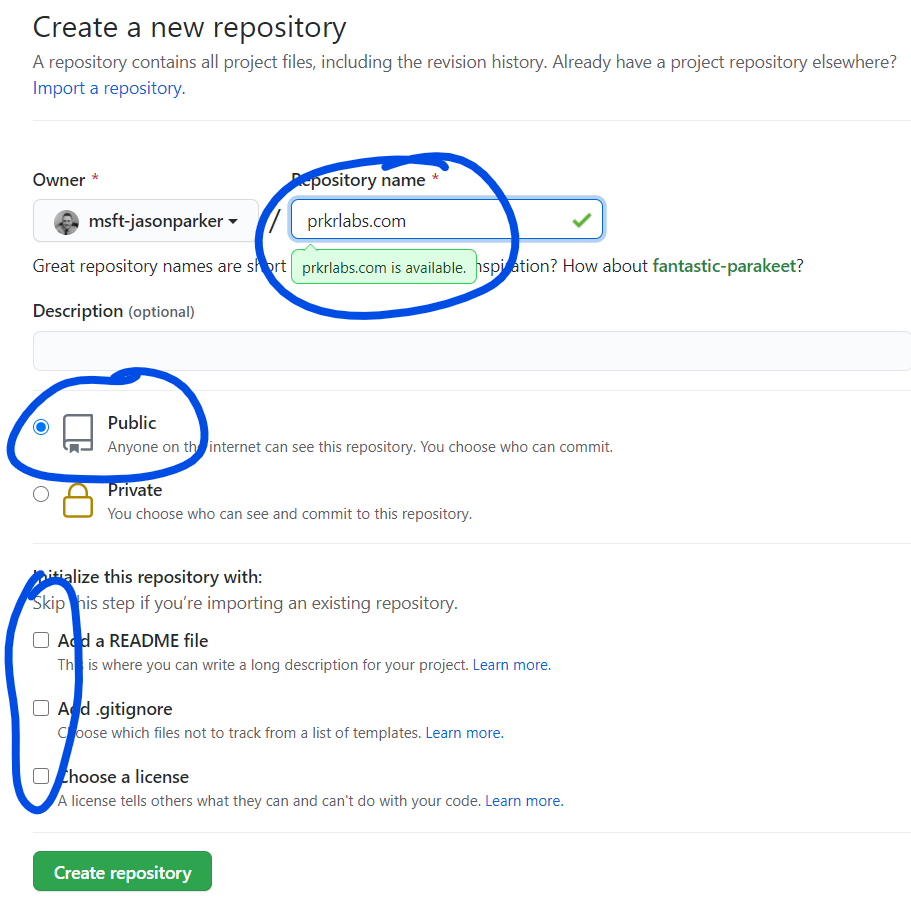 Create a new repository
A repository contains all project files, including the revision history. Already have a project repository elsewhere?
Import a repository.
Owner * Repository name *
msft-jasonparker / prkrlabs.com
Great repository names are short prkrlabs.com is available. inspiration? How about fantastic-parakeet?
Description (optional)
Public
Anyone on the internet can see this repository. You choose who can commit.
Private
You choose who can see and commit to this repository.
Initialize this repository with:
Skip this step if you’re importing an existing repository.
Add a README file
This is where you can write a long description for your project. Learn more.
Add .gitignore
Choose which files not to track from a list of templates. Learn more.
Choose a license
A license tells others what they can and can't do with your code. Learn more.
Create repository